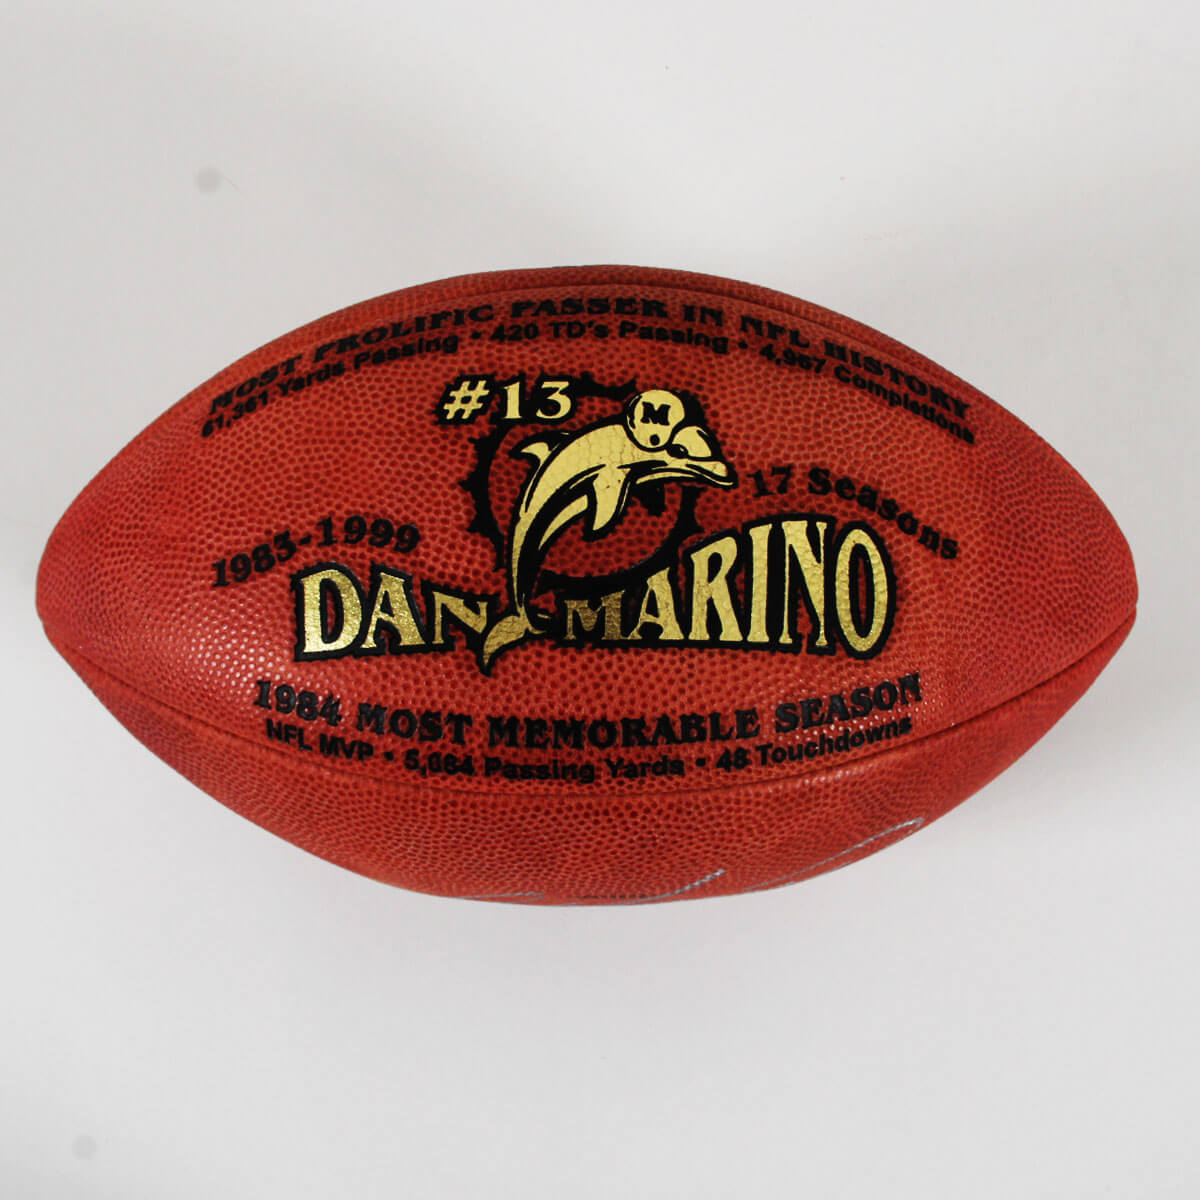 MOST PROLIFIC PASSER IN NFL HISTORY
61,361 Yards Passing • 420 TD's Passing • 4,967 Completions
#13
M
1983-1999
17 Seasons
DAN MARINO
1984 MOST MEMORABLE SEASON
NFL MVP • 5,084 Passing Yards • 48 Touchdowns